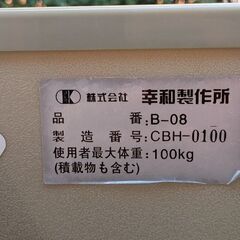 株式会社 幸和製作所
品 番:B-08
製造番号:CBH-0100
使用者最大体重:100kg
(積載物も含む)